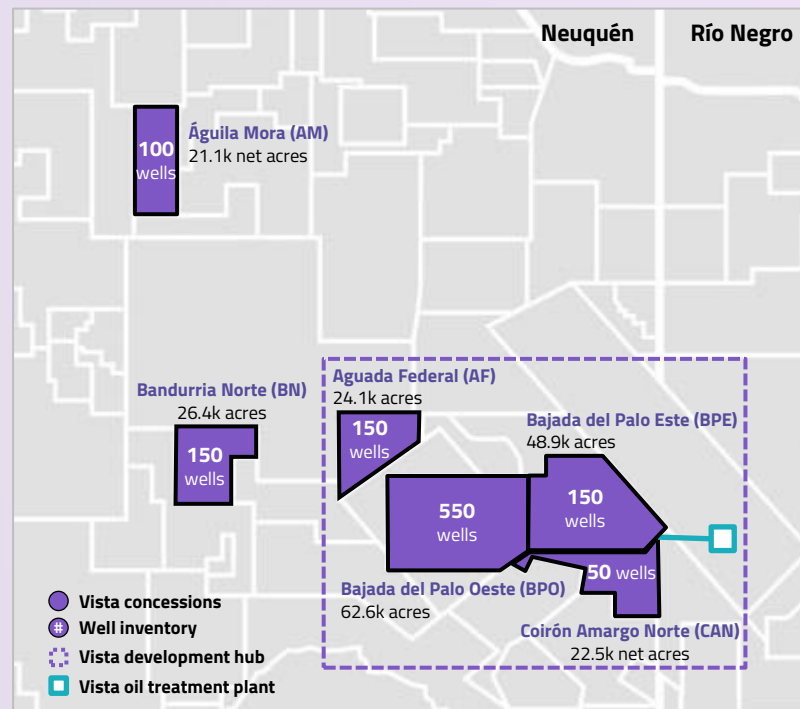 Neuquén
Río Negro
Águila Mora (AM)
21.1k net acres
100
wells
Bandurria Norte (BN)
26.4k acres
150
wells
Aguada Federal (AF)
24.1k acres
150
wells
Bajada del Palo Este (BPE)
48.9k acres
150
wells
550
wells
Bajada del Palo Oeste (BPO)
62.6k acres
50 wells
Coirón Amargo Norte (CAN)
22.5k net acres
Vista concessions
# Well inventory
Vista development hub
Vista oil treatment plant